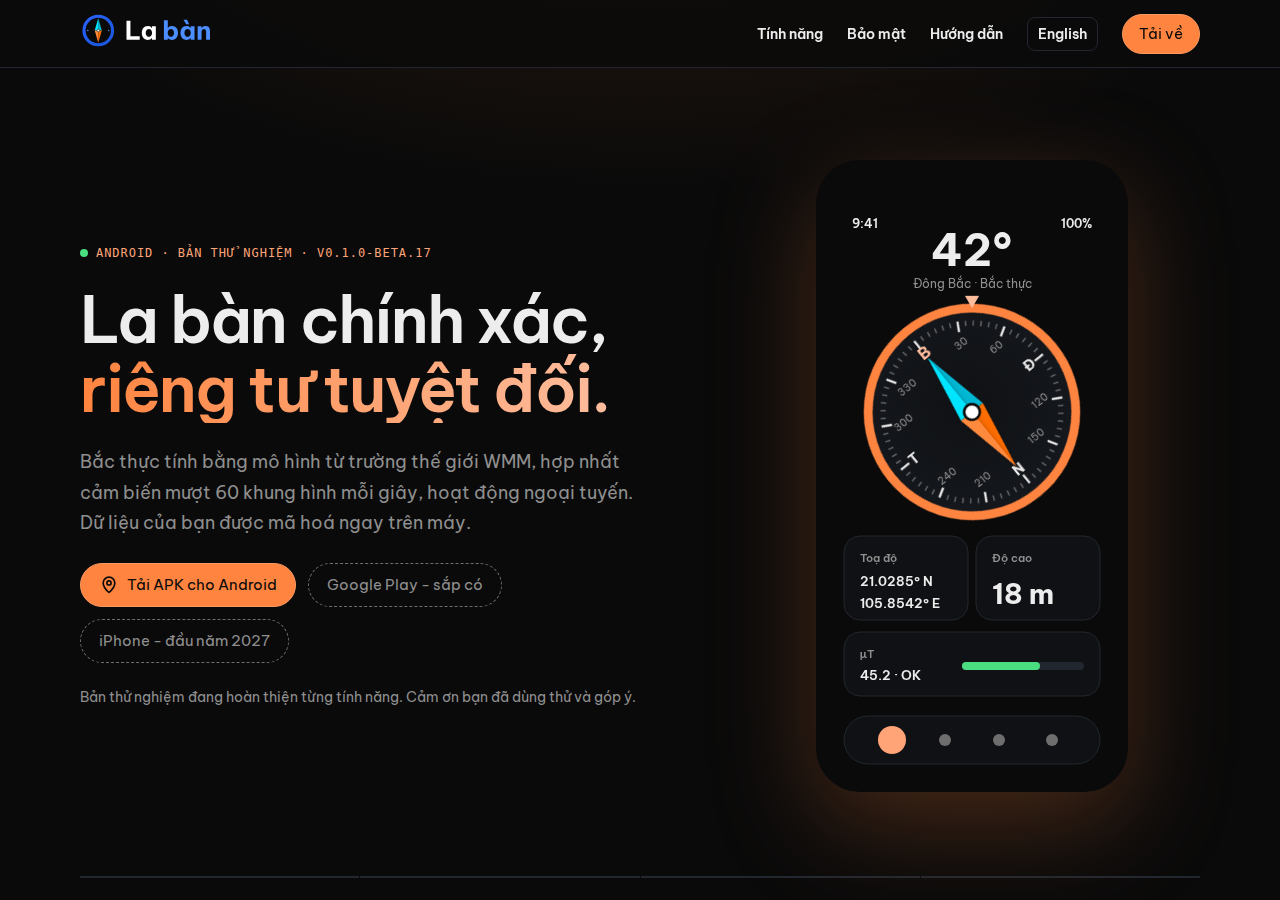 La bàn
Tính năng
Bảo mật
Hướng dẫn
English
Tải về
ANDROID · BẢN THỬ NGHIỆM · V0.1.0-BETA.17
La bàn chính xác,
riêng tư tuyệt đối.
Bắc thực tính bằng mô hình từ trường thế giới WMM, hợp nhất
cảm biến mượt 60 khung hình mỗi giây, hoạt động ngoại tuyến.
Dữ liệu của bạn được mã hoá ngay trên máy.
Tải APK cho Android
Google Play – sắp có
iPhone – đầu năm 2027
Bản thử nghiệm đang hoàn thiện từng tính năng. Cảm ơn bạn đã dùng thử và góp ý.
9:41
100%
42°
Đông Bắc · Bắc thực
B
30
60
Đ
120
150
N
210
240
T
300
330
Toạ độ
21.0285° N
105.8542° E
Độ cao
18 m
µT
45.2 · OK